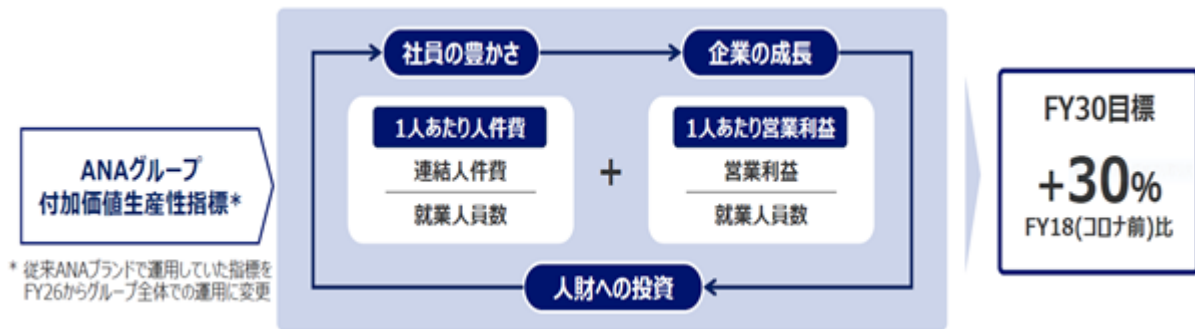 社員の豊かさ
企業の成長
1人あたり人件費
連結人件費
就業人員数
+
1人あたり営業利益
営業利益
就業人員数
人財への投資
ANAグループ
付加価値生産性指標*
* 従来ANAブランドで運用していた指標を
FY26からグループ全体での運用に変更
FY30目標
+30%
FY18(コロナ前)比